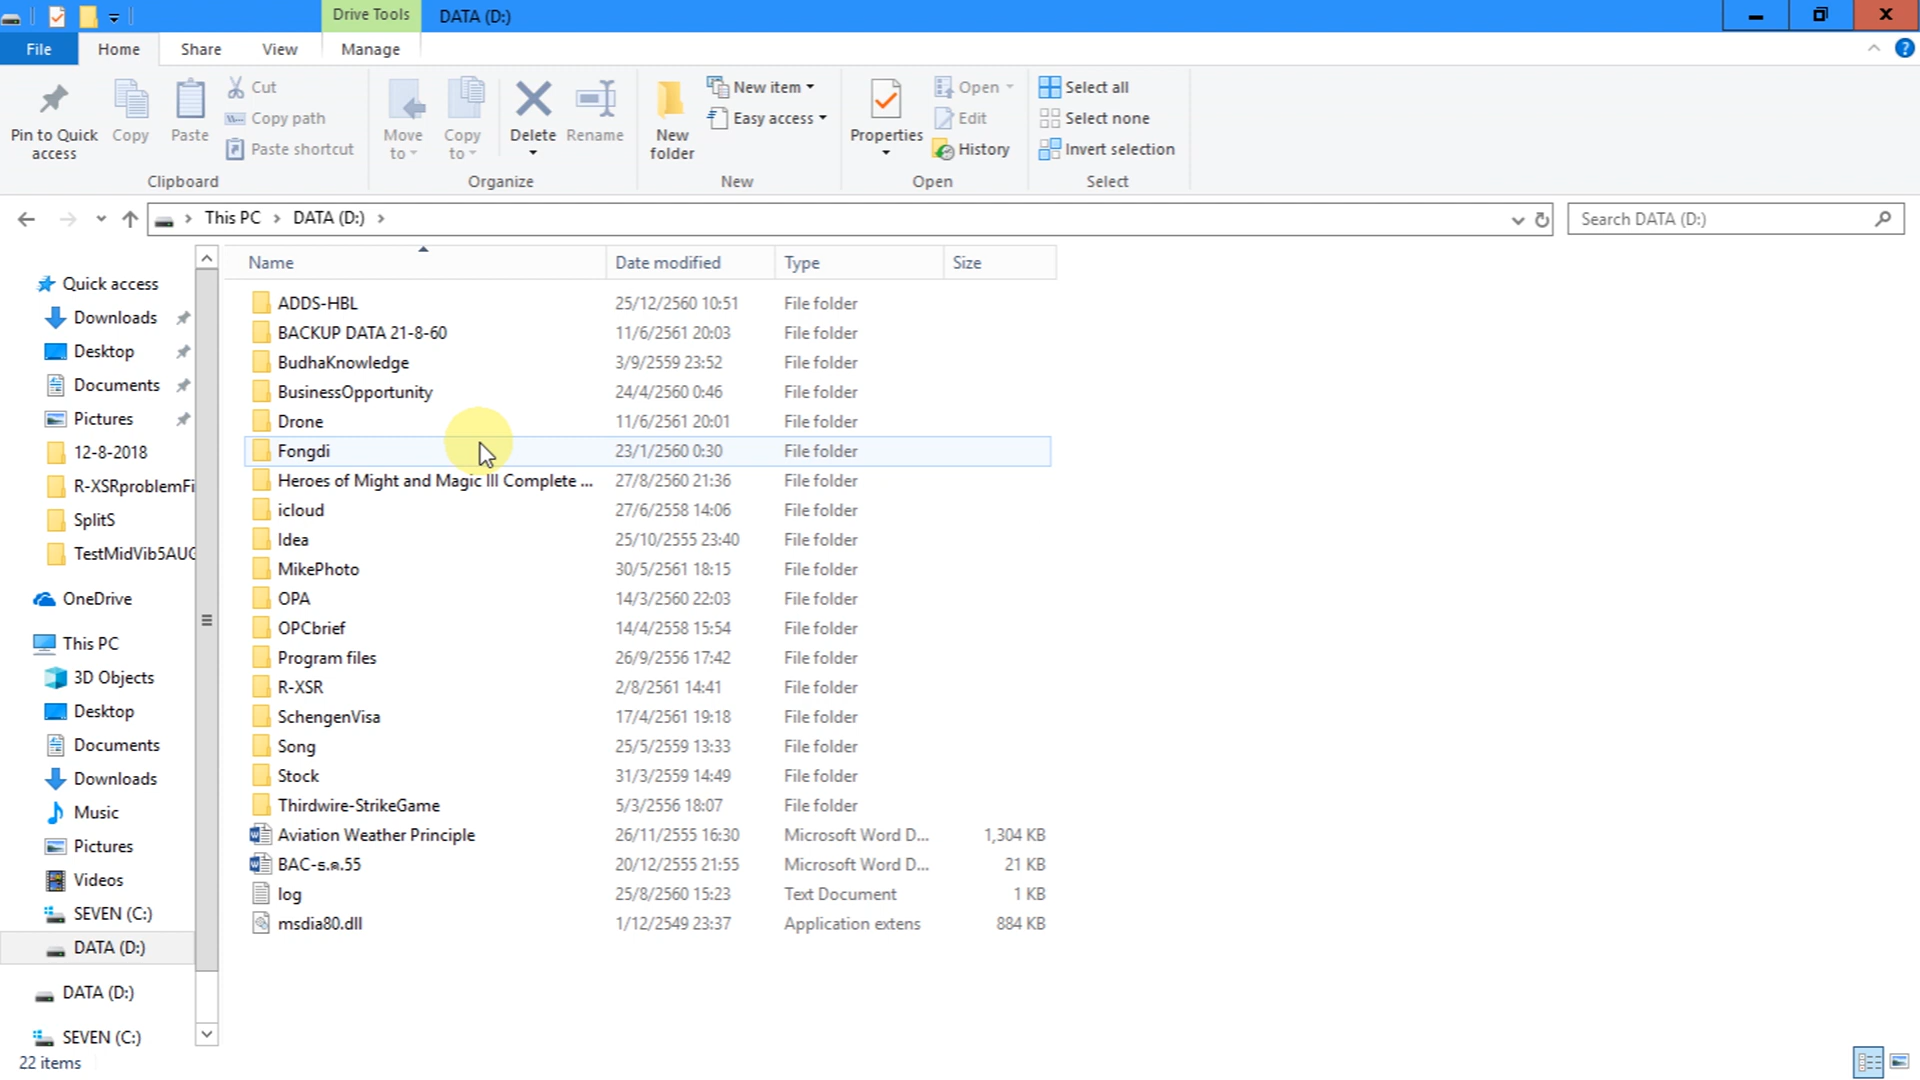 Drive Tools DATA (D:)
File Home Share View Manage
Pin to Quick access
Copy
Paste
Cut
Copy path
Paste shortcut
Clipboard
Move to
Copy to
Delete
Rename
Organize
New folder
New item
Easy access
New
Properties
Open
Edit
History
Open
Select all
Select none
Invert selection
Select
This PC DATA (D:)
Search DATA (D:)
Quick access
Downloads
Desktop
Documents
Pictures
12-8-2018
R-XSRproblemFi
SplitS
TestMidVib5AUG
OneDrive
This PC
3D Objects
Desktop
Documents
Downloads
Music
Pictures
Videos
SEVEN (C:)
DATA (D:)
DATA (D:)
SEVEN (C:)
Name Date modified Type Size
ADDS-HBL 25/12/2560 10:51 File folder
BACKUP DATA 21-8-60 11/6/2561 20:03 File folder
BudhaKnowledge 3/9/2559 23:52 File folder
BusinessOpportunity 24/4/2560 0:46 File folder
Drone 11/6/2561 20:01 File folder
Fongdi 23/1/2560 0:30 File folder
Heroes of Might and Magic III Complete ... 27/8/2560 21:36 File folder
icloud 27/6/2558 14:06 File folder
Idea 25/10/2555 23:40 File folder
MikePhoto 30/5/2561 18:15 File folder
OPA 14/3/2560 22:03 File folder
OPCbrief 14/4/2558 15:54 File folder
Program files 26/9/2556 17:42 File folder
R-XSR 2/8/2561 14:41 File folder
SchengenVisa 17/4/2561 19:18 File folder
Song 25/5/2559 13:33 File folder
Stock 31/3/2559 14:49 File folder
Thirdwire-StrikeGame 5/3/2556 18:07 File folder
Aviation Weather Principle 26/11/2555 16:30 Microsoft Word D... 1,304 KB
BAC-ธ.ค.55 20/12/2555 21:55 Microsoft Word D... 21 KB
log 25/8/2560 15:23 Text Document 1 KB
msdia80.dll 1/12/2549 23:37 Application extens 884 KB
22 items